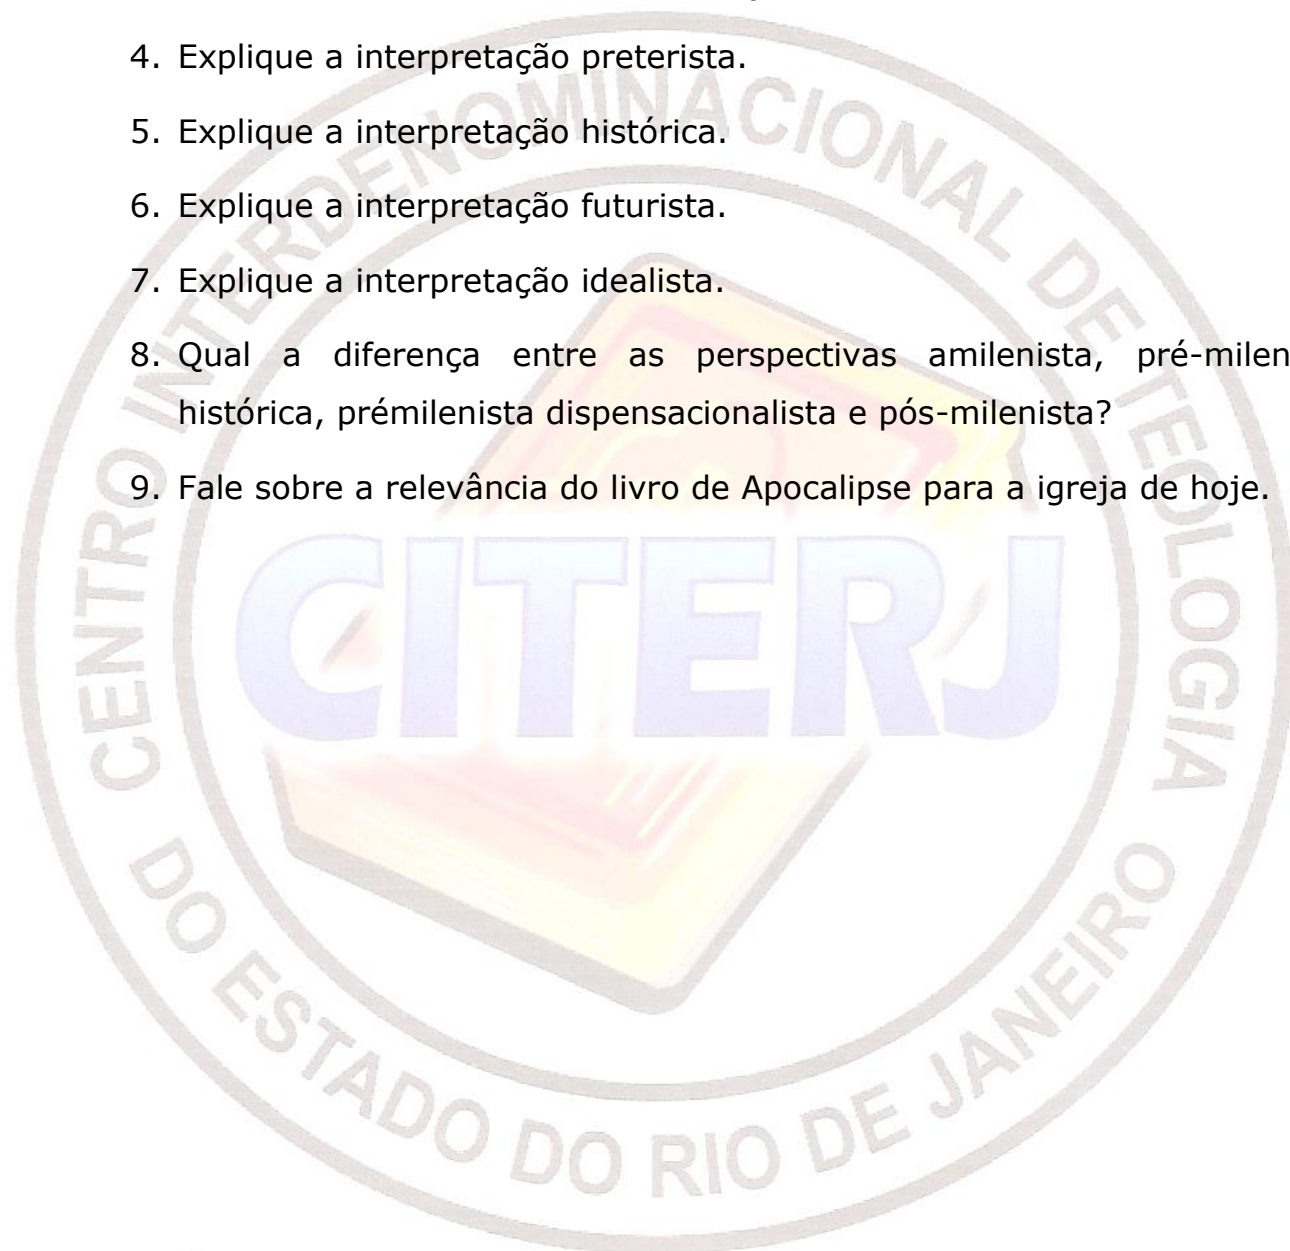 4. Explique a interpretação preterista.
5. Explique a interpretação histórica.
6. Explique a interpretação futurista.
7. Explique a interpretação idealista.
8. Qual a diferença entre as perspectivas amilenista, pré-milen
histórica, prémilenista dispensacionalista e pós-milenista?
9. Fale sobre a relevância do livro de Apocalipse para a igreja de hoje.
CENTRO INTERDENOMINACIONAL DE TEOLOGIA
CITERJ
DO ESTADO DO RIO DE JANEIRO